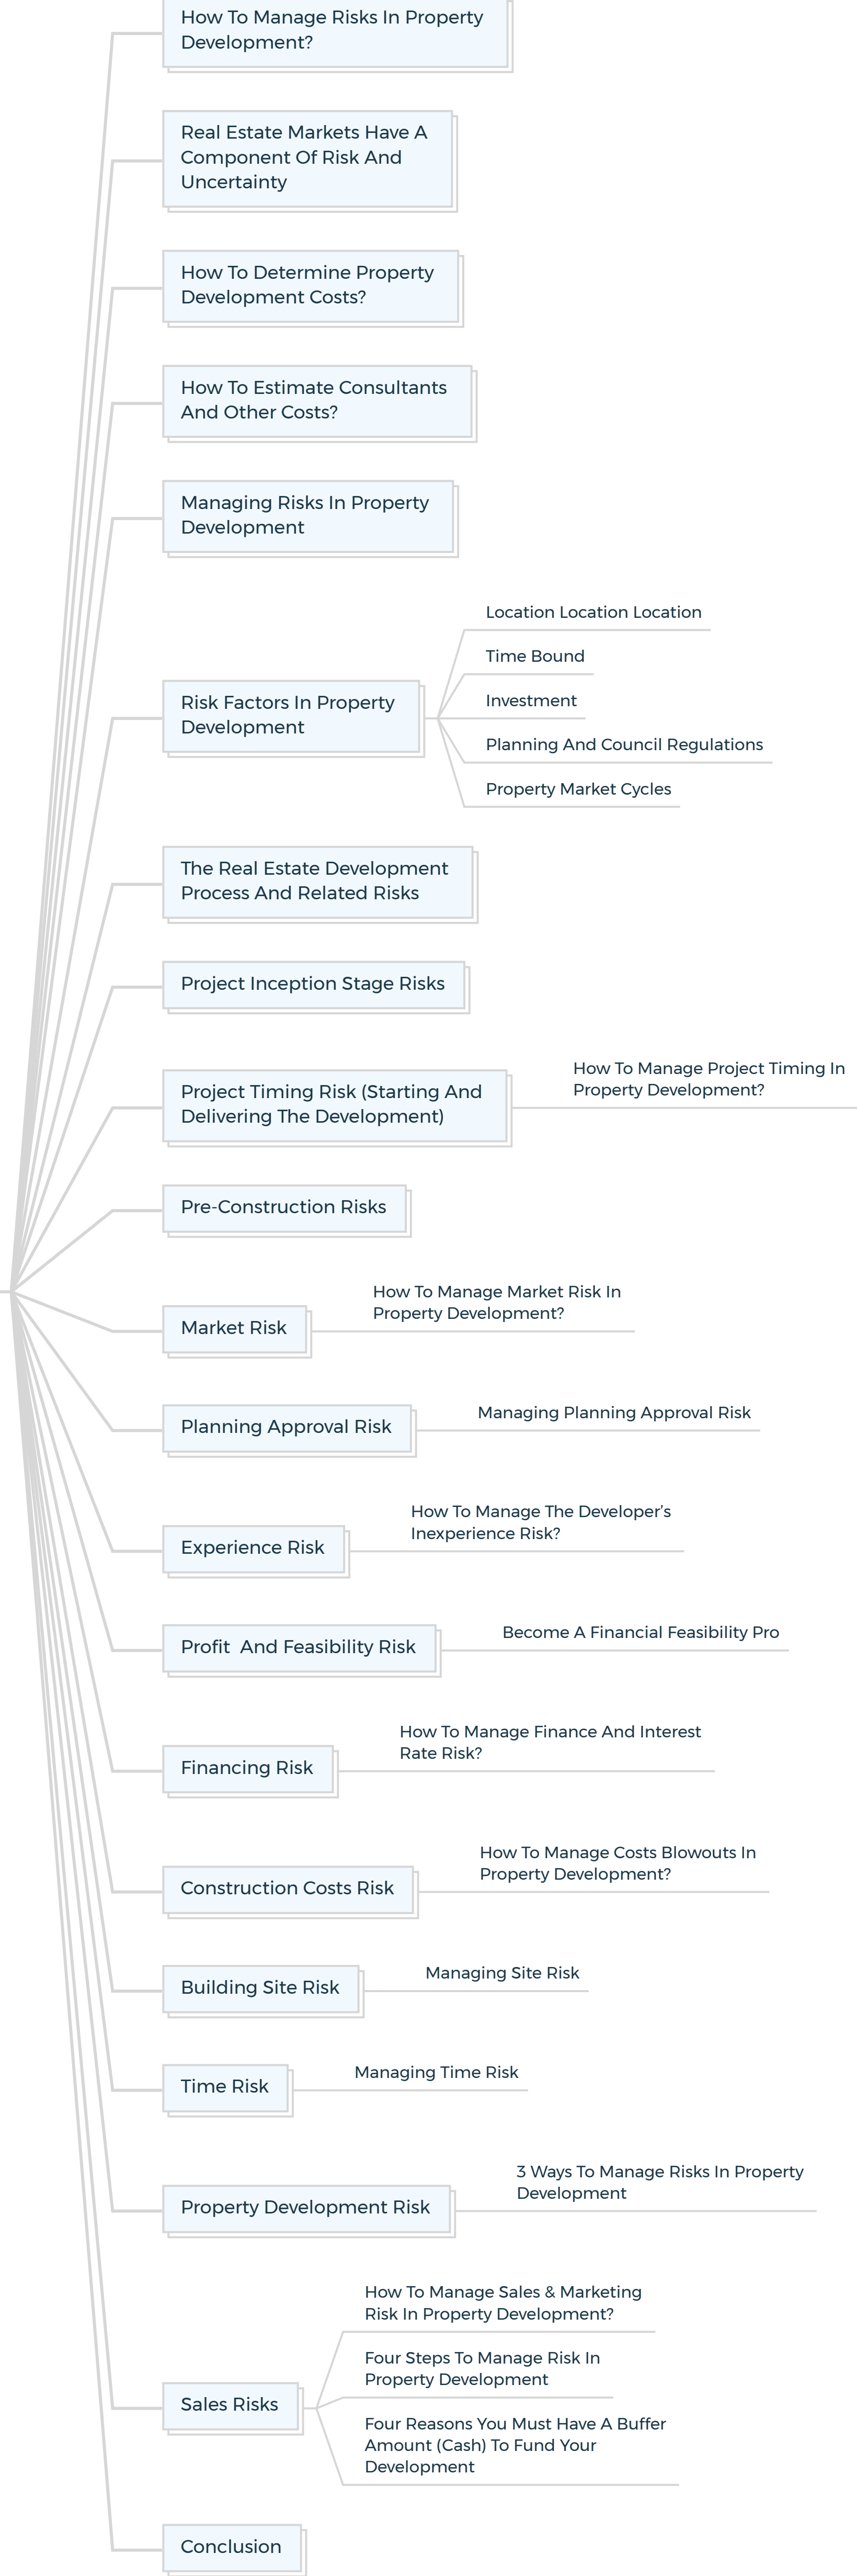 How To Manage Risks In Property
Development?
Real Estate Markets Have A
Component Of Risk And
Uncertainty
How To Determine Property
Development Costs?
How To Estimate Consultants
And Other Costs?
Managing Risks In Property
Development
Risk Factors In Property
Development
Location Location Location
Time Bound
Investment
Planning And Council Regulations
Property Market Cycles
The Real Estate Development
Process And Related Risks
Project Inception Stage Risks
Project Timing Risk (Starting And
Delivering The Development)
How To Manage Project Timing In
Property Development?
Pre-Construction Risks
Market Risk
How To Manage Market Risk In
Property Development?
Planning Approval Risk
Managing Planning Approval Risk
Experience Risk
How To Manage The Developer’s
Inexperience Risk?
Profit  And Feasibility Risk
Become A Financial Feasibility Pro
Financing Risk
How To Manage Finance And Interest
Rate Risk?
Construction Costs Risk
How To Manage Costs Blowouts In
Property Development?
Building Site Risk
Managing Site Risk
Time Risk
Managing Time Risk
Property Development Risk
3 Ways To Manage Risks In Property
Development
Sales Risks
How To Manage Sales & Marketing
Risk In Property Development?
Four Steps To Manage Risk In
Property Development
Four Reasons You Must Have A Buffer
Amount (Cash) To Fund Your
Development
Conclusion